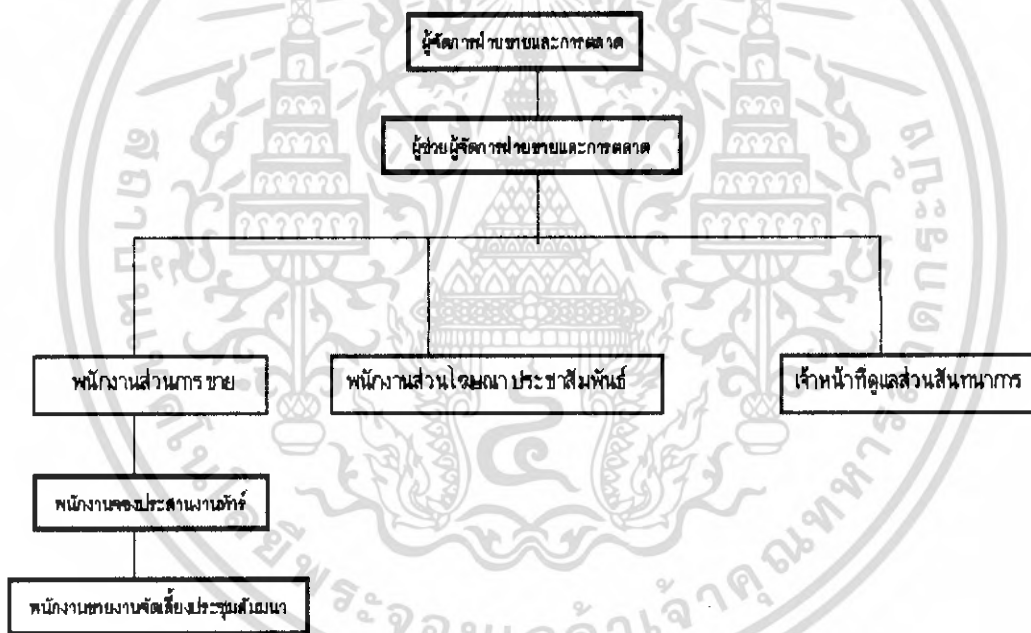 ผู้จัดการฝ่ายขายและการตลาด
ผู้ช่วยผู้จัดการฝ่ายขายและการตลาด
พนักงานส่วนการขาย
พนักงานส่วนโฆษณา ประชาสัมพันธ์
เจ้าหน้าที่ดูแลส่วนสันทนาการ
พนักงานจองประสานงานทัวร์
พนักงานขายงานจัดเลี้ยงประชุมสัมมนา